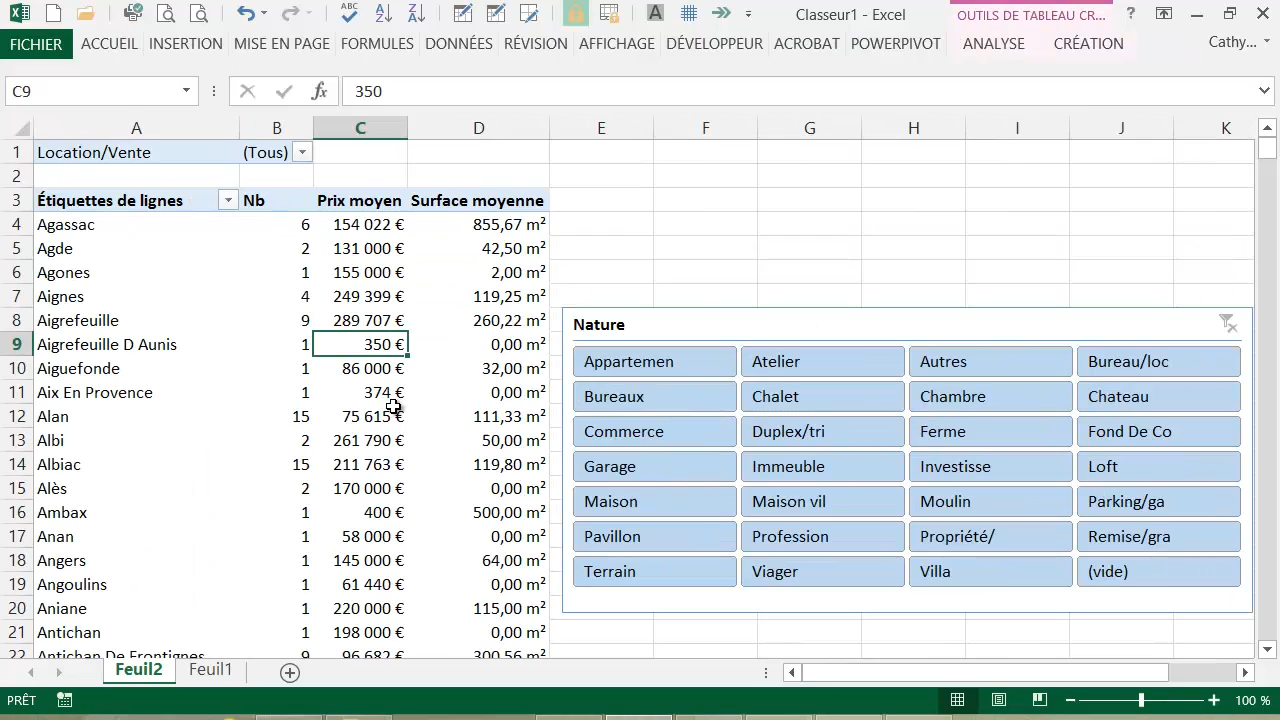 Classeur1 - Excel
OUTILS DE TABLEAU CR...
?
FICHIER ACCUEIL INSERTION MISE EN PAGE FORMULES DONNÉES RÉVISION AFFICHAGE DÉVELOPPEUR ACROBAT POWERPIVOT ANALYSE CRÉATION Cathy...
C9 fx 350
A B C D E F G H I J K
1 Location/Vente (Tous)
2
3 Étiquettes de lignes Nb Prix moyen Surface moyenne
4 Agassac 6 154 022 € 855,67 m²
5 Agde 2 131 000 € 42,50 m²
6 Agones 1 155 000 € 2,00 m²
7 Aignes 4 249 399 € 119,25 m²
8 Aigrefeuille 9 289 707 € 260,22 m²
9 Aigrefeuille D Aunis 1 350 € 0,00 m²
10 Aiguefonde 1 86 000 € 32,00 m²
11 Aix En Provence 1 374 € 0,00 m²
12 Alan 15 75 615 € 111,33 m²
13 Albi 2 261 790 € 50,00 m²
14 Albiac 15 211 763 € 119,80 m²
15 Alès 2 170 000 € 0,00 m²
16 Ambax 1 400 € 500,00 m²
17 Anan 1 58 000 € 0,00 m²
18 Angers 1 145 000 € 64,00 m²
19 Angoulins 1 61 440 € 0,00 m²
20 Aniane 1 220 000 € 115,00 m²
21 Antichan 1 198 000 € 0,00 m²
22 Antichan De Frontignes 9 96 682 € 300,56 m²
Nature
Appartemen Atelier Autres Bureau/loc
Bureaux Chalet Chambre Chateau
Commerce Duplex/tri Ferme Fond De Co
Garage Immeuble Investisse Loft
Maison Maison vil Moulin Parking/ga
Pavillon Profession Propriété/ Remise/gra
Terrain Viager Villa (vide)
Feuil2 Feuil1
PRÊT 100 %